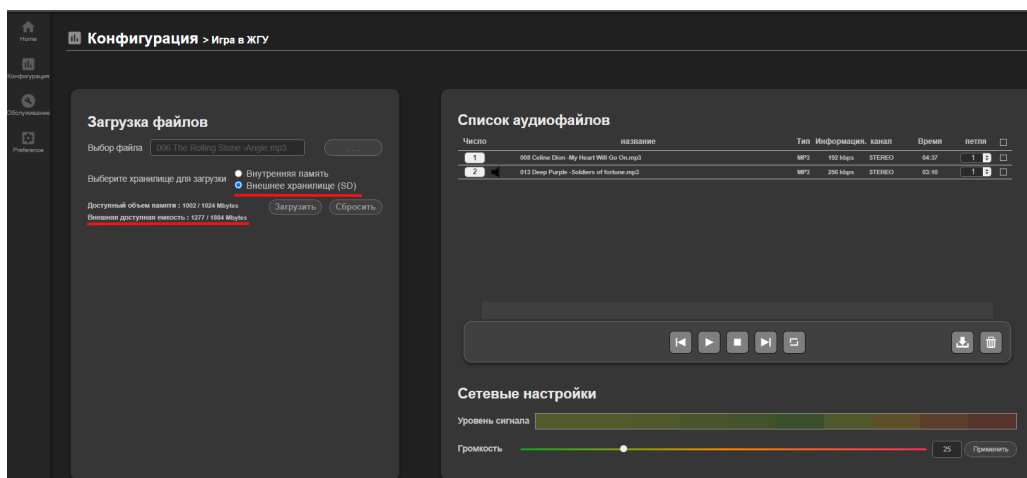 Home
Конфигурация
Обслуживание
Preference
Конфигурация > Игра в ЖГУ
Загрузка файлов
Выбор файла 006 The Rolling Stone -Angie.mp3 . . .
Выберите хранилище для загрузки
Внутренняя память
Внешнее хранилище (SD)
Доступный объем памяти : 1002 / 1024 Mbytes
Внешняя доступная емкость : 1277 / 1884 Mbytes
Загрузить Сбросить
Список аудиофайлов
Число название Тип Информация. канал Время петля
1 008 Celine Dion -My Heart Will Go On.mp3 MP3 192 kbps STEREO 04:37 1
2 013 Deep Purple -Soldiers of fortune.mp3 MP3 256 kbps STEREO 03:10 1
Сетевые настройки
Уровень сигнала
Громкость 25 Применить